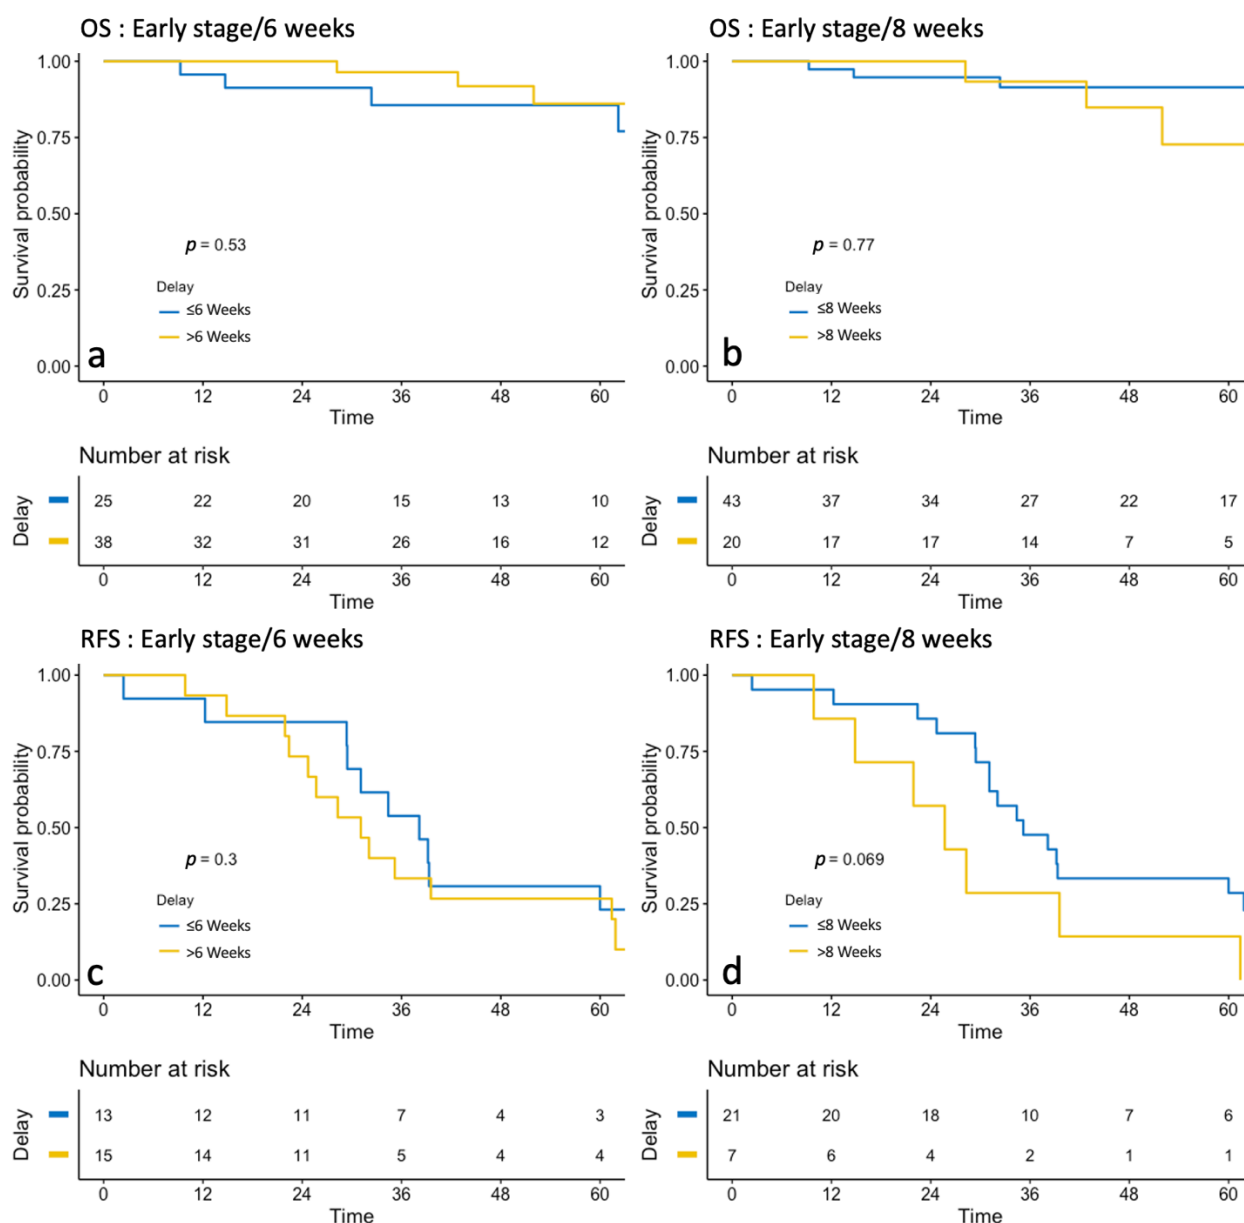 OS : Early stage/6 weeks
Survival probability
1.00
0.75
0.50
0.25
0.00
p = 0.53
Delay
≤6 Weeks
>6 Weeks
a
0 12 24 36 48 60
Time
Number at risk
Delay
25 22 20 15 13 10
38 32 31 26 16 12
0 12 24 36 48 60
Time
OS : Early stage/8 weeks
Survival probability
1.00
0.75
0.50
0.25
0.00
p = 0.77
Delay
≤8 Weeks
>8 Weeks
b
0 12 24 36 48 60
Time
Number at risk
Delay
43 37 34 27 22 17
20 17 17 14 7 5
0 12 24 36 48 60
Time
RFS : Early stage/6 weeks
Survival probability
1.00
0.75
0.50
0.25
0.00
p = 0.3
Delay
≤6 Weeks
>6 Weeks
c
0 12 24 36 48 60
Time
Number at risk
Delay
13 12 11 7 4 3
15 14 11 5 4 4
0 12 24 36 48 60
Time
RFS : Early stage/8 weeks
Survival probability
1.00
0.75
0.50
0.25
0.00
p = 0.069
Delay
≤8 Weeks
>8 Weeks
d
0 12 24 36 48 60
Time
Number at risk
Delay
21 20 18 10 7 6
7 6 4 2 1 1
0 12 24 36 48 60
Time